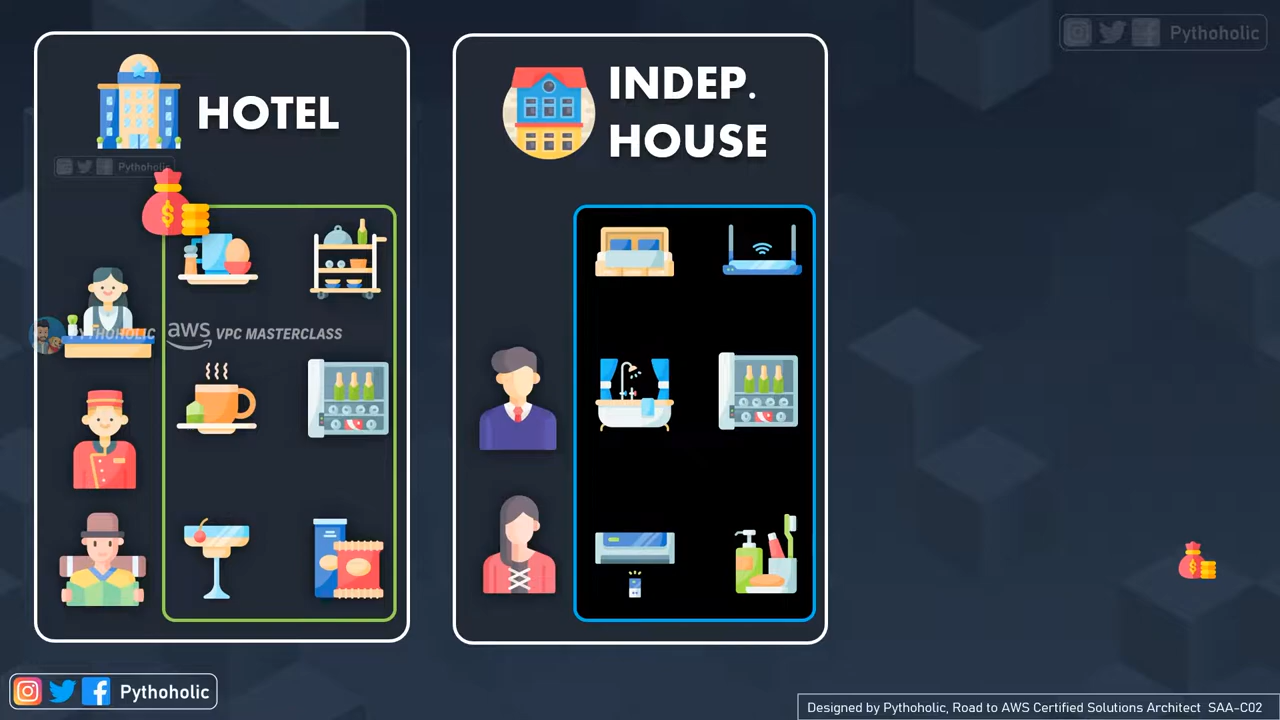 Pythoholic
HOTEL
INDEP.
HOUSE
Pythoholic
$
PYTHOHOLIC
aws VPC MASTERCLASS
$
Pythoholic
Designed by Pythoholic, Road to AWS Certified Solutions Architect SAA-C02